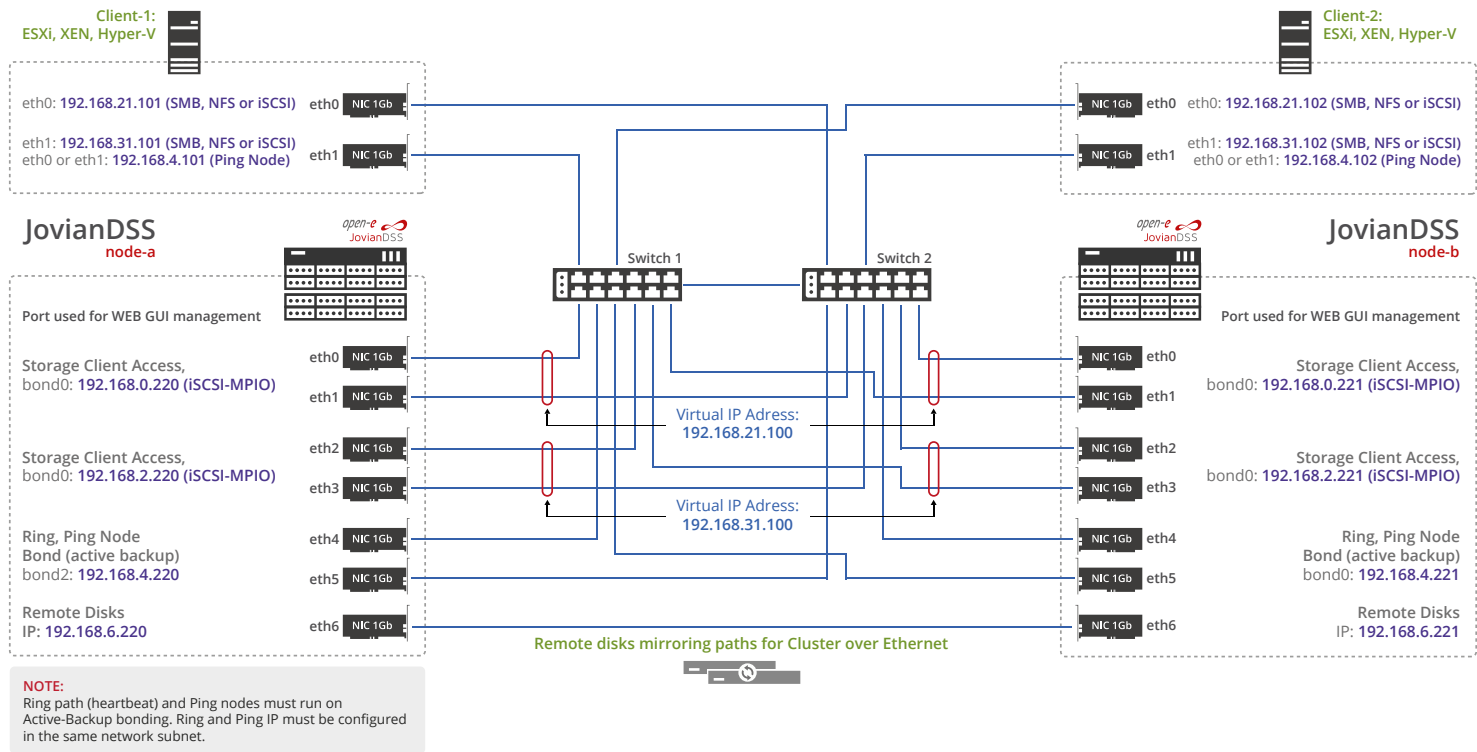 Client-1:
ESXi, XEN, Hyper-V
eth0: 192.168.21.101 (SMB, NFS or iSCSI)
eth0
NIC 1Gb
eth1: 192.168.31.101 (SMB, NFS or iSCSI)
eth0 or eth1: 192.168.4.101 (Ping Node)
eth1
NIC 1Gb
Client-2:
ESXi, XEN, Hyper-V
NIC 1Gb
eth0
eth0: 192.168.21.102 (SMB, NFS or iSCSI)
NIC 1Gb
eth1
eth1: 192.168.31.102 (SMB, NFS or iSCSI)
eth0 or eth1: 192.168.4.102 (Ping Node)
JovianDSS
node-a
open-e
JovianDSS
Port used for WEB GUI management
Storage Client Access,
bond0: 192.168.0.220 (iSCSI-MPIO)
eth0
NIC 1Gb
eth1
NIC 1Gb
Storage Client Access,
bond0: 192.168.2.220 (iSCSI-MPIO)
eth2
NIC 1Gb
eth3
NIC 1Gb
Ring, Ping Node
Bond (active backup)
bond2: 192.168.4.220
eth4
NIC 1Gb
eth5
NIC 1Gb
Remote Disks
IP: 192.168.6.220
eth6
NIC 1Gb
Switch 1
Switch 2
Virtual IP Adress:
192.168.21.100
Virtual IP Adress:
192.168.31.100
Remote disks mirroring paths for Cluster over Ethernet
open-e
JovianDSS
JovianDSS
node-b
Port used for WEB GUI management
NIC 1Gb
eth0
NIC 1Gb
eth1
Storage Client Access,
bond0: 192.168.0.221 (iSCSI-MPIO)
NIC 1Gb
eth2
NIC 1Gb
eth3
Storage Client Access,
bond0: 192.168.2.221 (iSCSI-MPIO)
NIC 1Gb
eth4
NIC 1Gb
eth5
Ring, Ping Node
Bond (active backup)
bond0: 192.168.4.221
NIC 1Gb
eth6
Remote Disks
IP: 192.168.6.221
NOTE:
Ring path (heartbeat) and Ping nodes must run on
Active-Backup bonding. Ring and Ping IP must be configured
in the same network subnet.